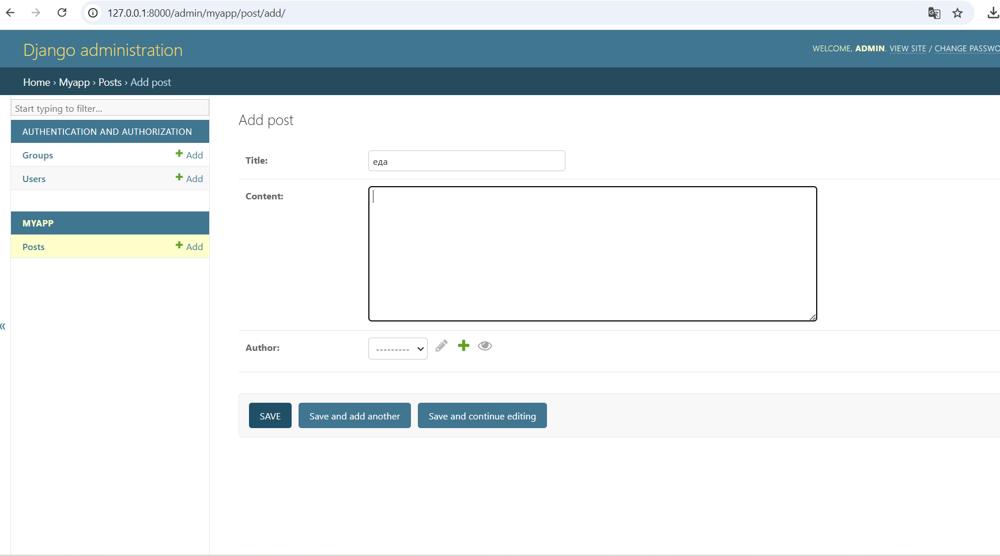 127.0.0.1:8000/admin/myapp/post/add/
Django administration
WELCOME, ADMIN. VIEW SITE / CHANGE PASSWO
Home › Myapp › Posts › Add post
Start typing to filter...
AUTHENTICATION AND AUTHORIZATION
Groups Add
Users Add
MYAPP
Posts Add
Add post
Title: еда
Content:
Author: ---------
SAVE Save and add another Save and continue editing